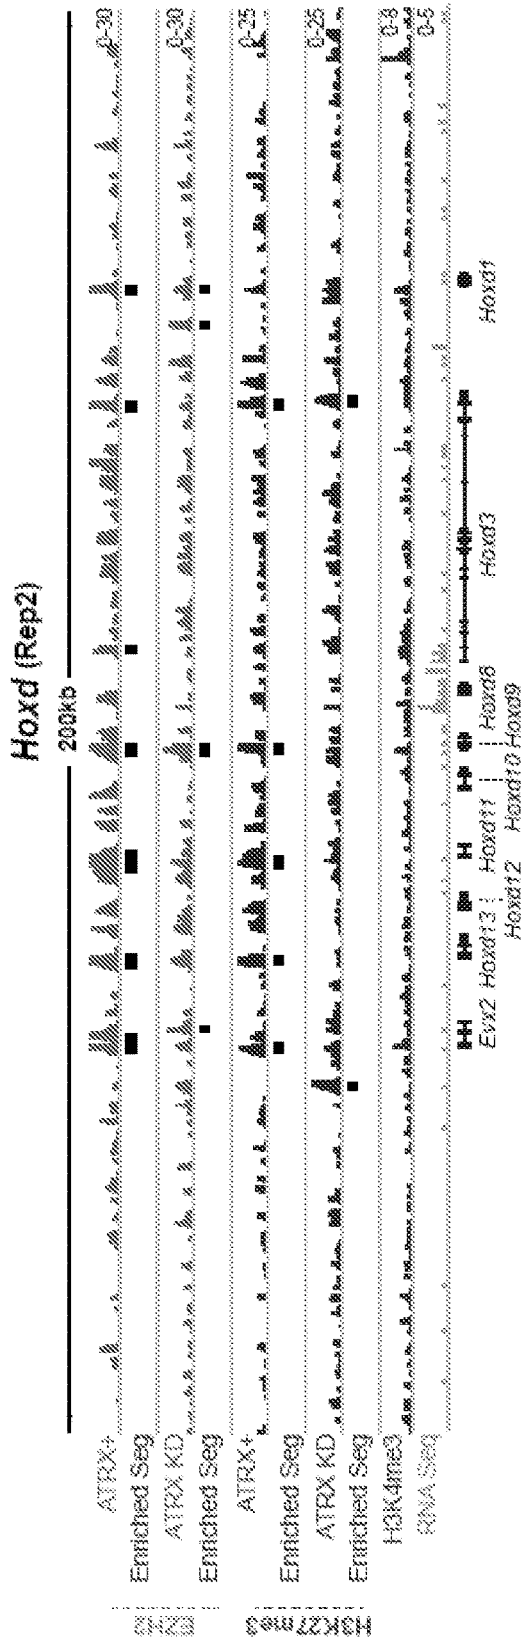 Hoxd (Rep2)
200kb
EZH2
ATRX+ 0-30
Enriched Seg
ATRX KD 0-30
Enriched Seg
H3K27me3
ATRX+ 0-25
Enriched Seg
ATRX KD 0-25
Enriched Seg
H3K4me3 0-8
RNA Seq 0-5
Evx2 Hoxd13 Hoxd11 Hoxd8 Hoxd3 Hoxd1
Hoxd12 Hoxd10 Hoxd9